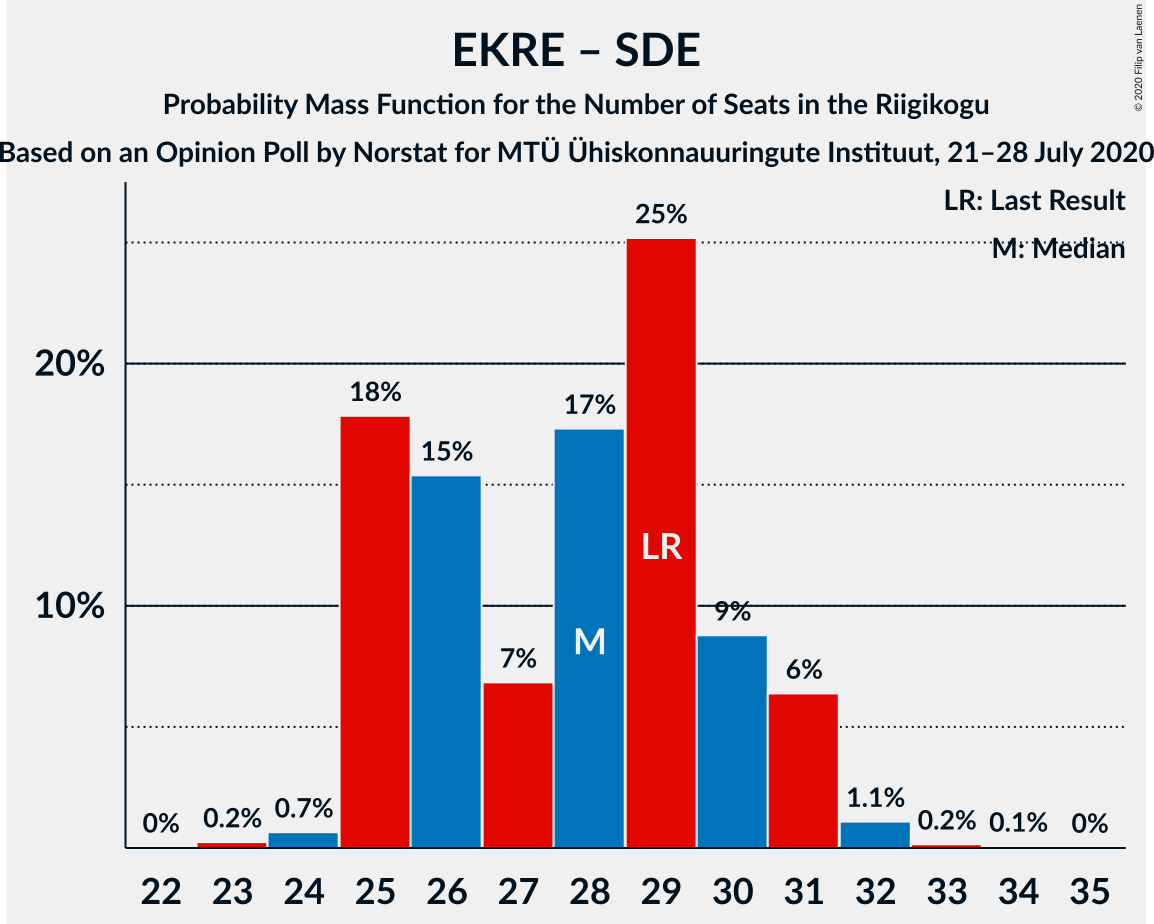 EKRE – SDE
Probability Mass Function for the Number of Seats in the Riigikogu
Based on an Opinion Poll by Norstat for MTÜ Ühiskonnauuringute Instituut, 21–28 July 2020
© 2020 Filip van Laenen
LR: Last Result
M: Median
20%
10%
0%
0.2%
0.7%
18%
15%
7%
17%
25%
9%
6%
1.1%
0.2%
0.1%
0%
M
LR
22 23 24 25 26 27 28 29 30 31 32 33 34 35